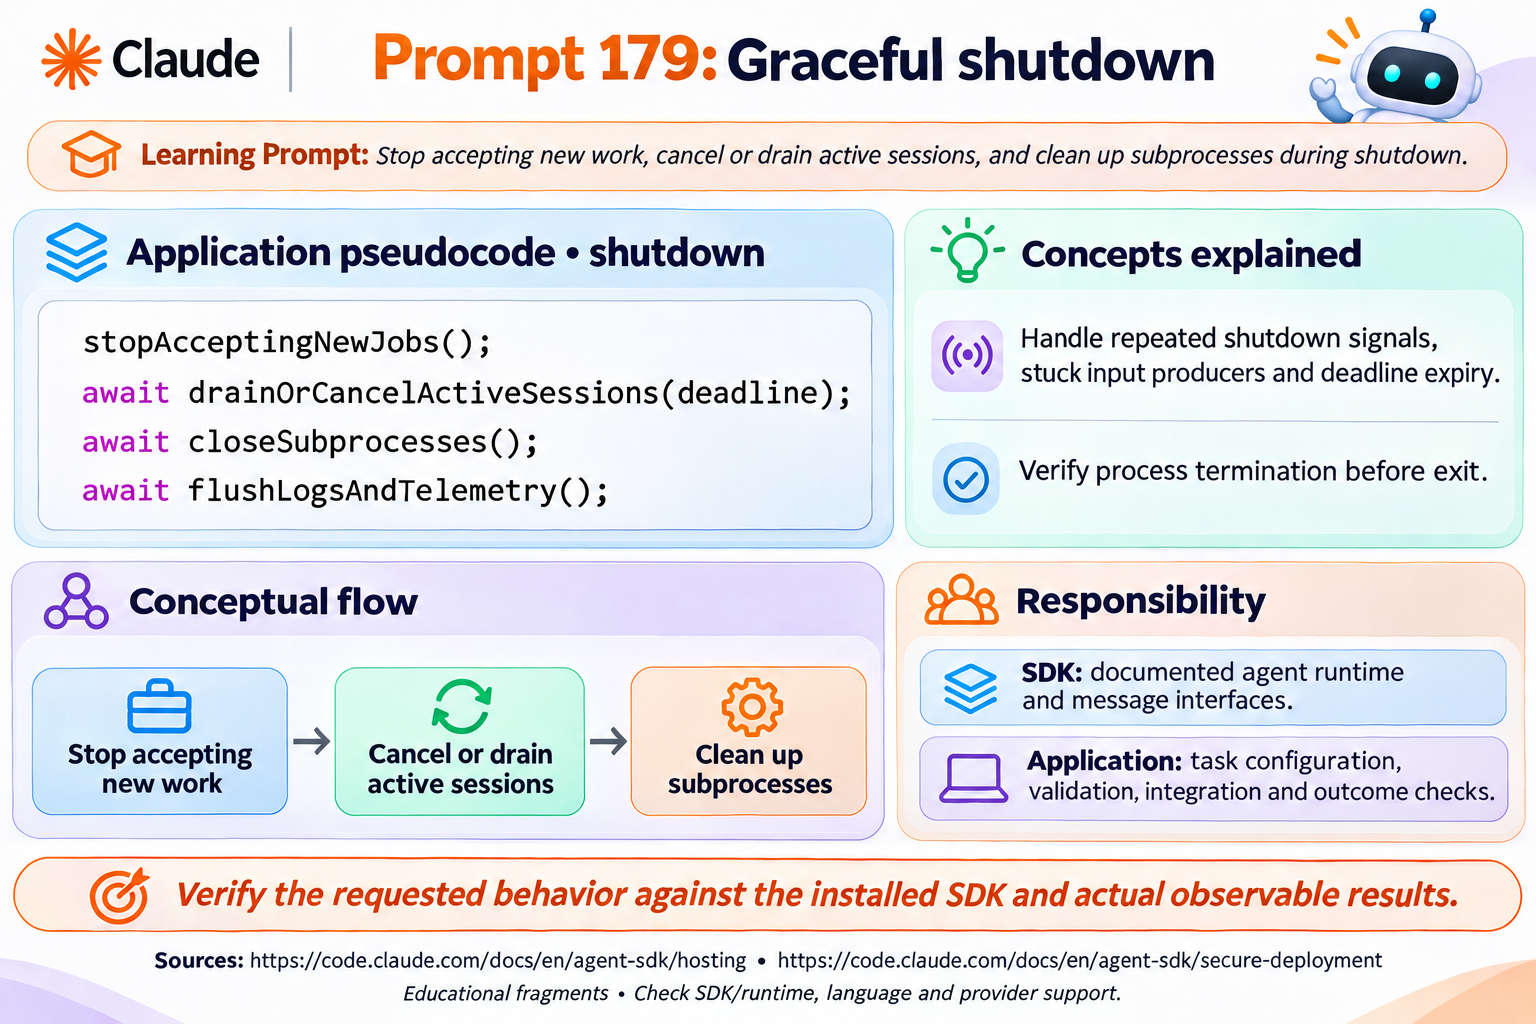 Claude
Prompt 179: Graceful shutdown
Learning Prompt: Stop accepting new work, cancel or drain active sessions, and clean up subprocesses during shutdown.
Application pseudocode • shutdown
stopAcceptingNewJobs();
await drainOrCancelActiveSessions(deadline);
await closeSubprocesses();
await flushLogsAndTelemetry();
Concepts explained
Handle repeated shutdown signals,
stuck input producers and deadline expiry.
Verify process termination before exit.
Conceptual flow
Stop accepting
new work
Cancel or drain
active sessions
Clean up
subprocesses
Responsibility
SDK: documented agent runtime
and message interfaces.
Application: task configuration,
validation, integration and outcome checks.
Verify the requested behavior against the installed SDK and actual observable results.
Sources: https://code.claude.com/docs/en/agent-sdk/hosting • https://code.claude.com/docs/en/agent-sdk/secure-deployment
Educational fragments • Check SDK/runtime, language and provider support.